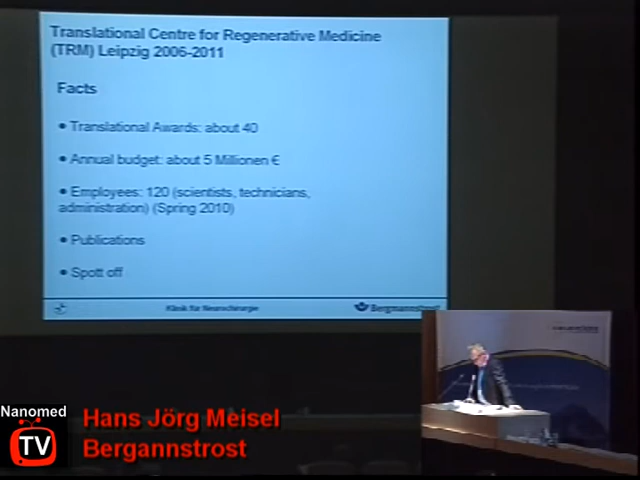 Translational Centre for Regenerative Medicine
(TRM) Leipzig 2006-2011
Facts
• Translational Awards: about 40
• Annual budget: about 5 Millionen €
• Employees: 120 (scientists, technicians,
administration) (Spring 2010)
• Publications
• Spott off
Klinik für Neurochirurgie
Bergmannstrost
Nanomed
TV
Hans Jörg Meisel
Bergannstrost